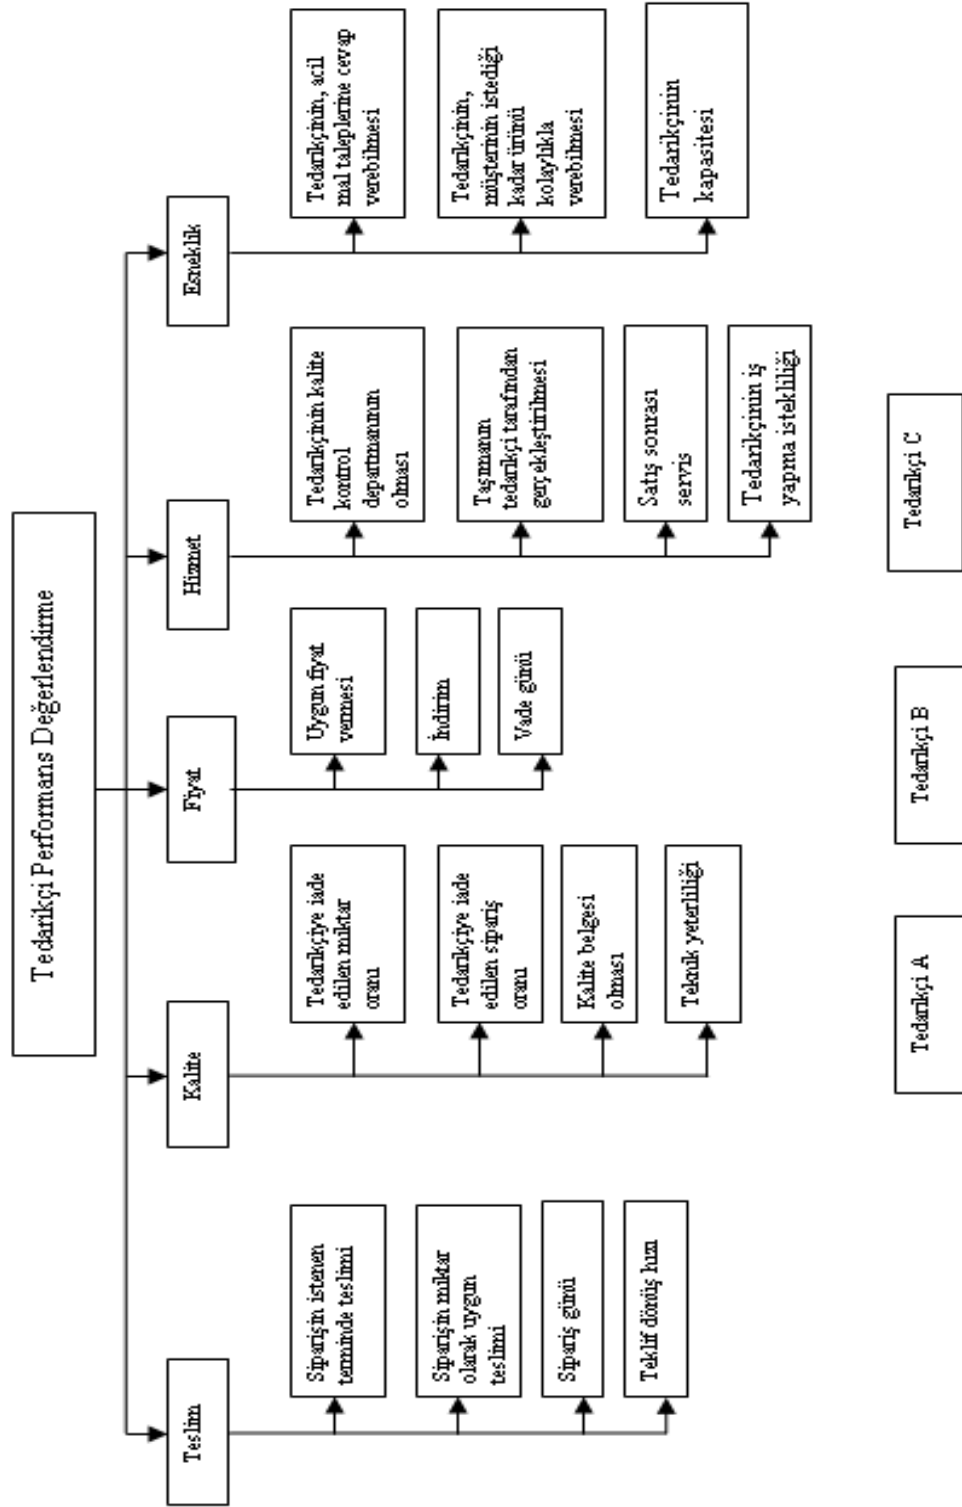 Tedarikçi Performans Değerlendirme
Teslim
Kalite
Fiyat
Hizmet
Esneklik
Siparişin istenen
terminde teslimi
Siparişin miktar
olarak uygun
teslimi
Sipariş günü
Teklif dönüş hızı
Tedarikçiye iade
edilen miktar
oranı
Tedarikçiye iade
edilen sipariş
oranı
Kalite belgesi
olması
Teknik yeterliliği
Uygun fiyat
vermesi
İndirim
Vade günü
Tedarikçinin kalite
kontrol
departmanının
olması
Taşımanın
tedarikçi tarafından
gerçekleştirilmesi
Satış sonrası
servis
Tedarikçinin iş
yapma istekliliği
Tedarikçinin, acil
mal taleplerine cevap
verebilmesi
Tedarikçinin,
müşterinin istediği
kadar ürünü
kolaylıkla
verebilmesi
Tedarikçinin
kapasitesi
Tedarikçi A
Tedarikçi B
Tedarikçi C